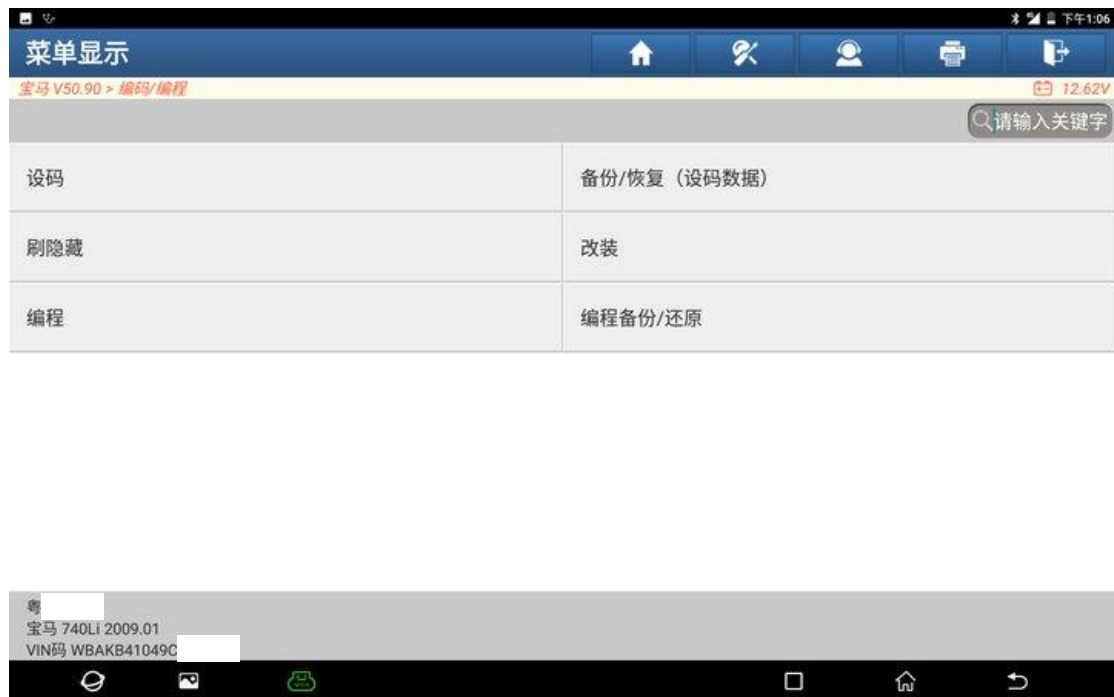 下午1:06
菜单显示
宝马 V50.90 > 编码/编程
12.62V
请输入关键字
设码
备份/恢复（设码数据）
刷隐藏
改装
编程
编程备份/还原
粤
宝马 740Li 2009.01
VIN码 WBAKB41049C